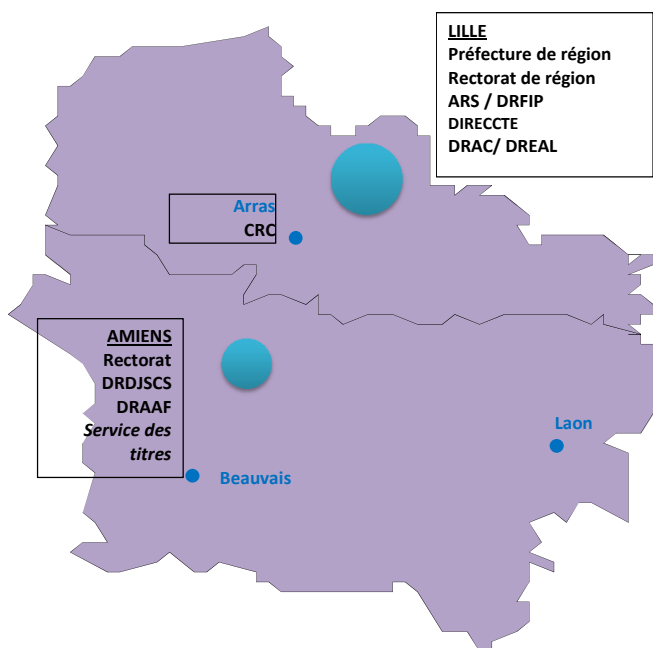 LILLE
Préfecture de région
Rectorat de région
ARS / DRFIP
DIRECCTE
DRAC/ DREAL
Arras
CRC
AMIENS
Rectorat
DRDJSCS
DRAAF
Service des
titres
Laon
Beauvais